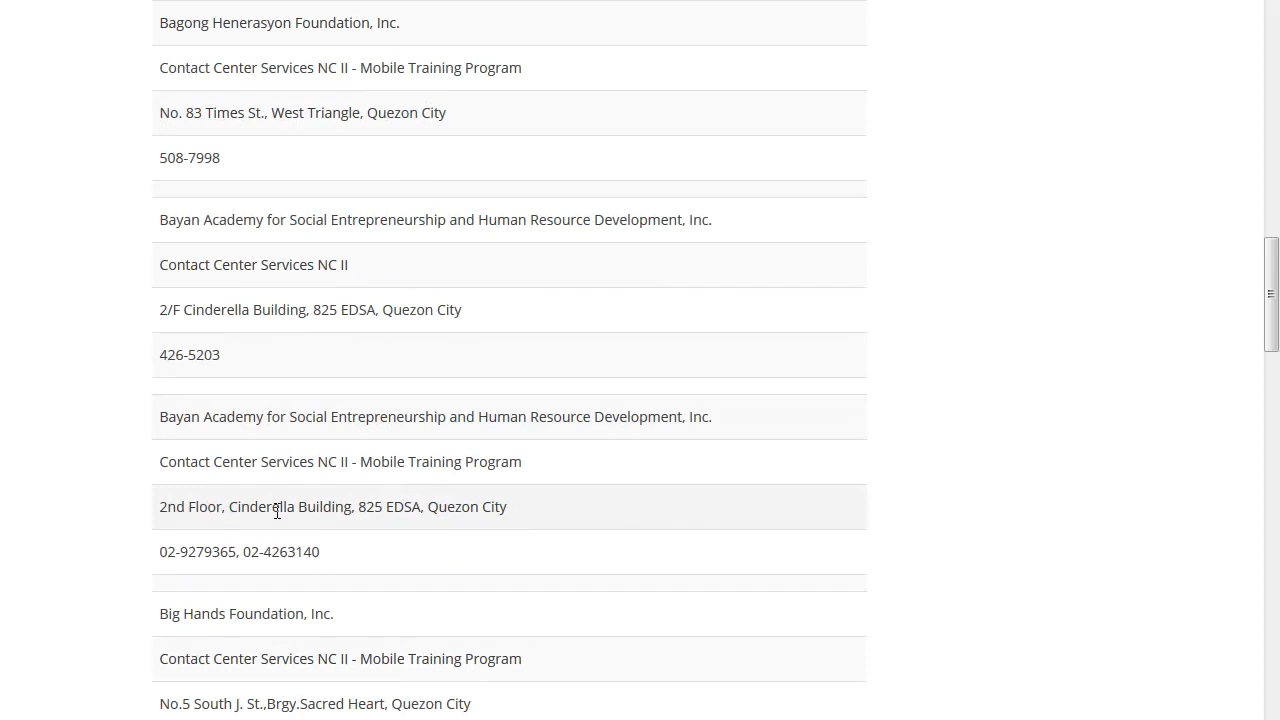 Bagong Henerasyon Foundation, Inc.
Contact Center Services NC II - Mobile Training Program
No. 83 Times St., West Triangle, Quezon City
508-7998
Bayan Academy for Social Entrepreneurship and Human Resource Development, Inc.
Contact Center Services NC II
2/F Cinderella Building, 825 EDSA, Quezon City
426-5203
Bayan Academy for Social Entrepreneurship and Human Resource Development, Inc.
Contact Center Services NC II - Mobile Training Program
2nd Floor, Cinderella Building, 825 EDSA, Quezon City
02-9279365, 02-4263140
Big Hands Foundation, Inc.
Contact Center Services NC II - Mobile Training Program
No.5 South J. St.,Brgy.Sacred Heart, Quezon City